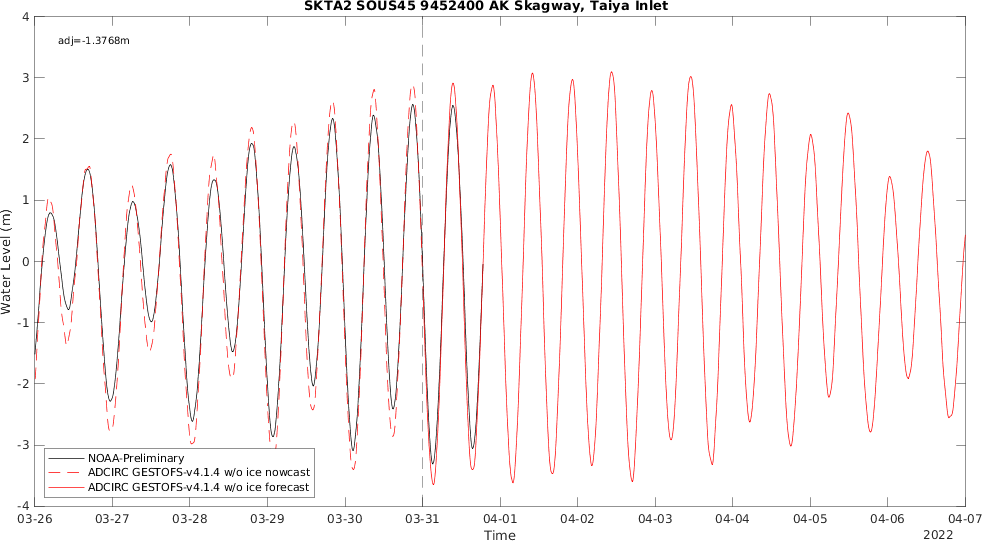 SKTA2 SOUS45 9452400 AK Skagway, Taiya Inlet
adj=-1.3768m
4
3
2
1
0
-1
-2
-3
-4
Water Level (m)
NOAA-Preliminary
ADCIRC GESTOFS-v4.1.4 w/o ice nowcast
ADCIRC GESTOFS-v4.1.4 w/o ice forecast
03-26 03-27 03-28 03-29 03-30 03-31 04-01 04-02 04-03 04-04 04-05 04-06 04-07
Time
2022